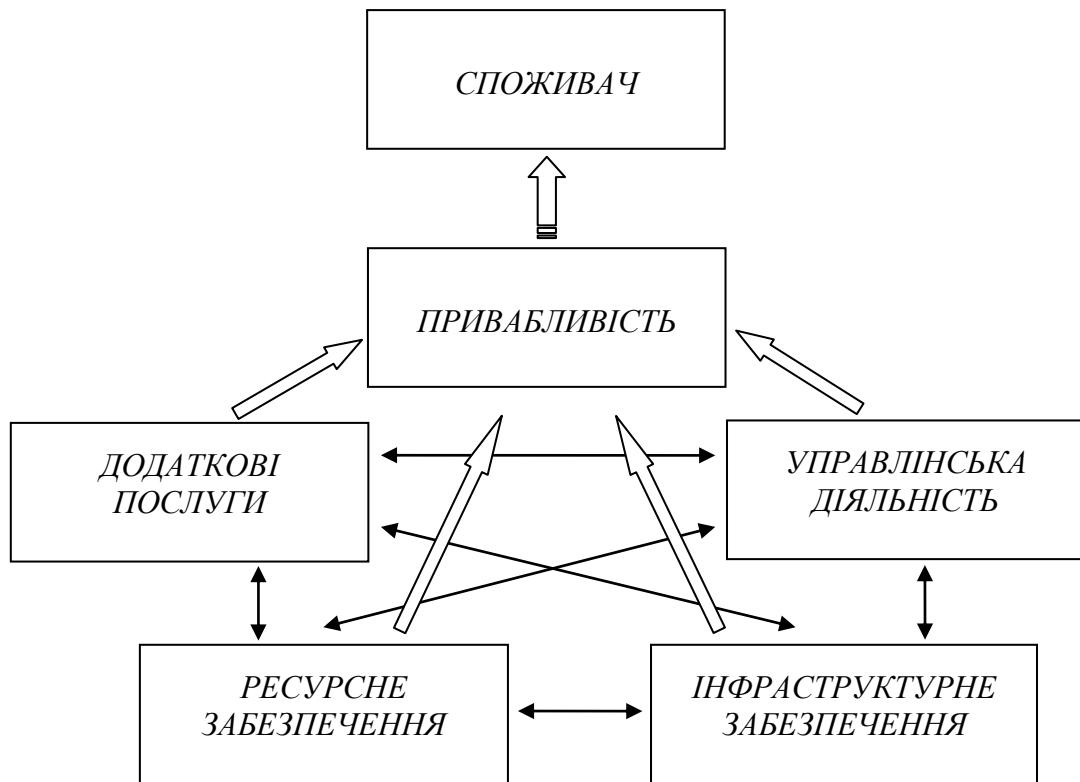 СПОЖИВАЧ
ПРИВАБЛИВІСТЬ
ДОДАТКОВІ
ПОСЛУГИ
УПРАВЛІНСЬКА
ДІЯЛЬНІСТЬ
РЕСУРСНЕ
ЗАБЕЗПЕЧЕННЯ
ІНФРАСТРУКТУРНЕ
ЗАБЕЗПЕЧЕННЯ